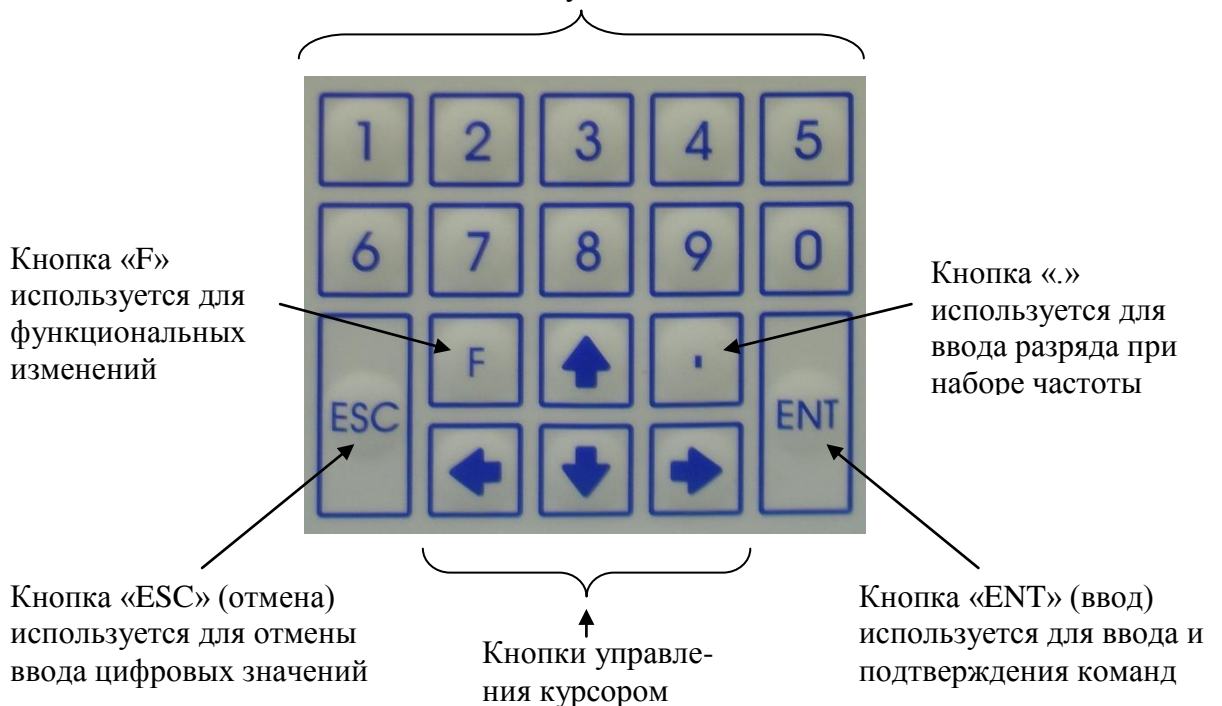 1 2 3 4 5
6 7 8 9 0
Кнопка «F»
используется для
функциональных
изменений
F .
ESC ENT
Кнопка «.»
используется для
ввода разряда при
наборе частоты
Кнопка «ESC» (отмена)
используется для отмены
ввода цифровых значений
Кнопки управле-
ния курсором
Кнопка «ENT» (ввод)
используется для ввода и
подтверждения команд